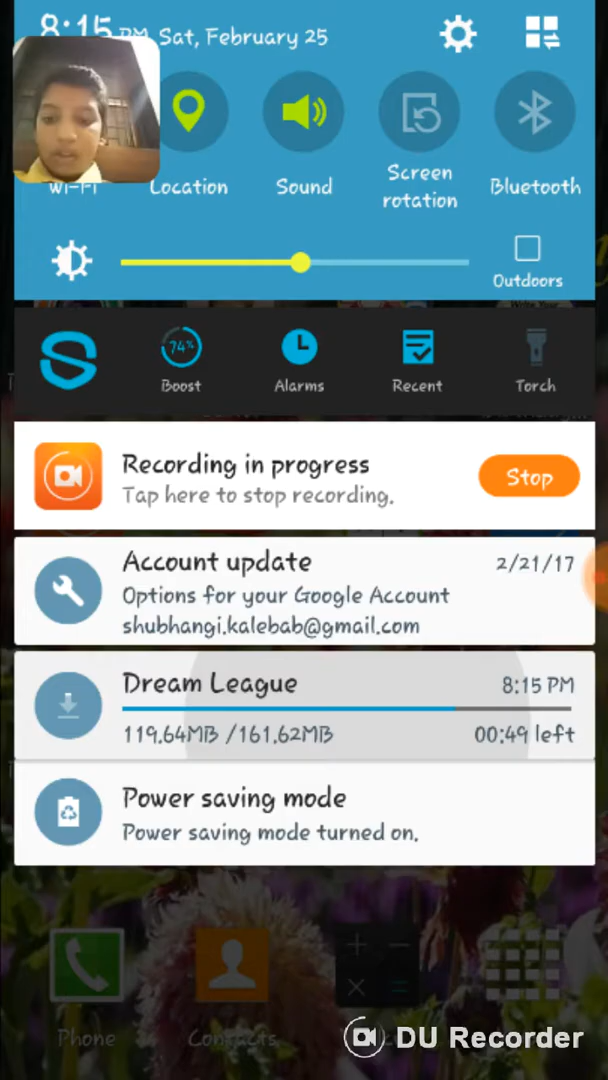 8:15 PM Sat, February 25
Wi-Fi
Location
Sound
Screen
rotation
Bluetooth
Outdoors
74%
Boost
Alarms
Recent
Torch
Recording in progress
Tap here to stop recording.
Stop
Account update
2/21/17
Options for your Google Account
shubhangi.kalebab@gmail.com
Dream League
8:15 PM
119.64MB /161.62MB
00:49 left
Power saving mode
Power saving mode turned on.
Phone
Contacts
DU Recorder